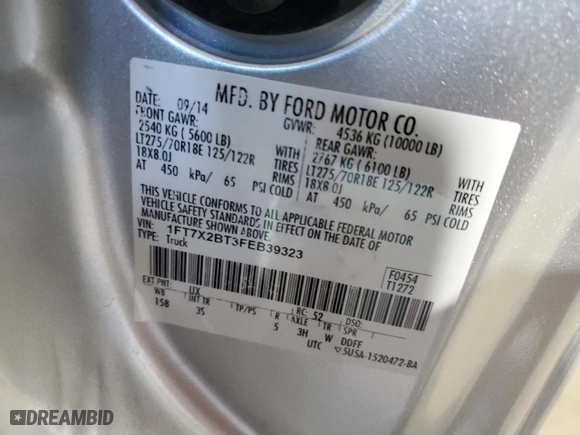 MFD. BY FORD MOTOR CO.
DATE: 09/14
GVWR: 4536 KG (10000 LB)
FRONT GAWR:
REAR GAWR:
2540 KG ( 5600 LB)
2767 KG ( 6100 LB)
LT275/70R18E 125/122R WITH TIRES
LT275/70R18E 125/122R WITH TIRES
18X8.0J RIMS
18X8.0J RIMS
AT 450 kPa/ 65 PSI COLD
AT 450 kPa/ 65 PSI COLD
THIS VEHICLE CONFORMS TO ALL APPLICABLE FEDERAL MOTOR
VEHICLE SAFETY STANDARDS IN EFFECT ON THE DATE OF
MANUFACTURE SHOWN ABOVE.
VIN: 1FT7X2BT3FEB39323
TYPE: Truck
F0454
T1272
EXT PNT: UX RC: 52 DSO:
WB INT TR TP/PS R AXLE TR SPR
158 3S 5 3H W DDFF
UTC 5U5A-1520472-BA
DREAMBID